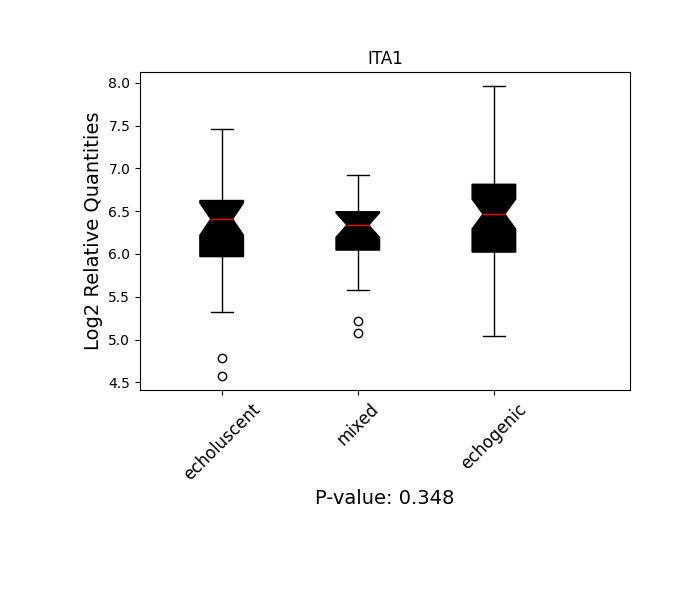 ITA1
Log2 Relative Quantities
8.0
7.5
7.0
6.5
6.0
5.5
5.0
4.5
echoluscent
mixed
echogenic
P-value: 0.348